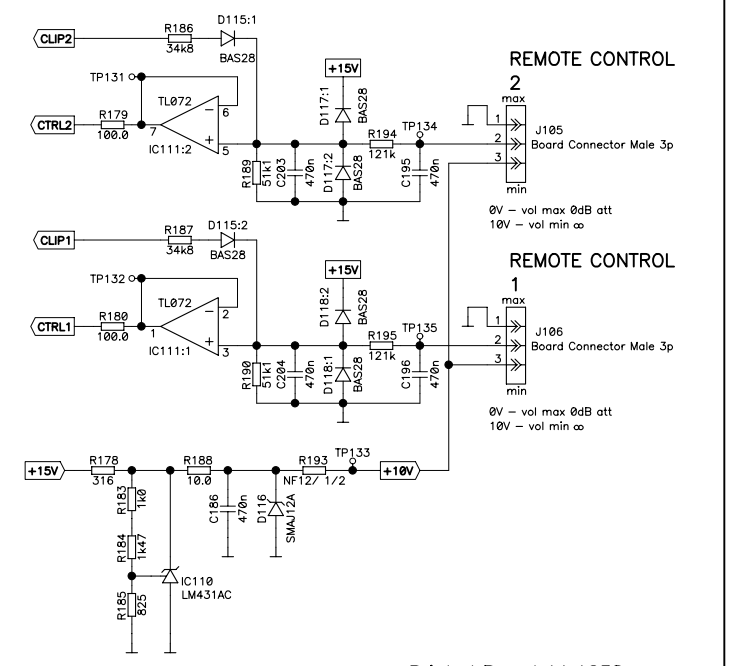 D115:1
R186
CLIP2
34k8
BAS28
REMOTE CONTROL
2
TP131
+15V
max
TL072
6
D117:1
BAS28
R179
R194
TP134
1
J105
CTRL2
7
2
Board Connector Male 3p
100.0
5
121k
3
IC111:2
R189
51k1
C203
470n
D117:2
BAS28
C195
470n
min
0V – vol max 0dB att
10V – vol min ∞
R187
D115:2
CLIP1
34k8
BAS28
REMOTE CONTROL
1
+15V
max
TP132
TL072
2
D118:2
BAS28
R180
R195
TP135
1
J106
CTRL1
1
2
Board Connector Male 3p
100.0
3
121k
3
IC111:1
R190
51k1
C204
470n
D118:1
BAS28
C196
470n
min
0V – vol max 0dB att
10V – vol min ∞
TP133
R178
R188
R193
+15V
+10V
316
10.0
NF12/ 1/2
R183
1k0
C186
470n
D116
SMAJ12A
R184
1k47
IC110
R185
825
LM431AC